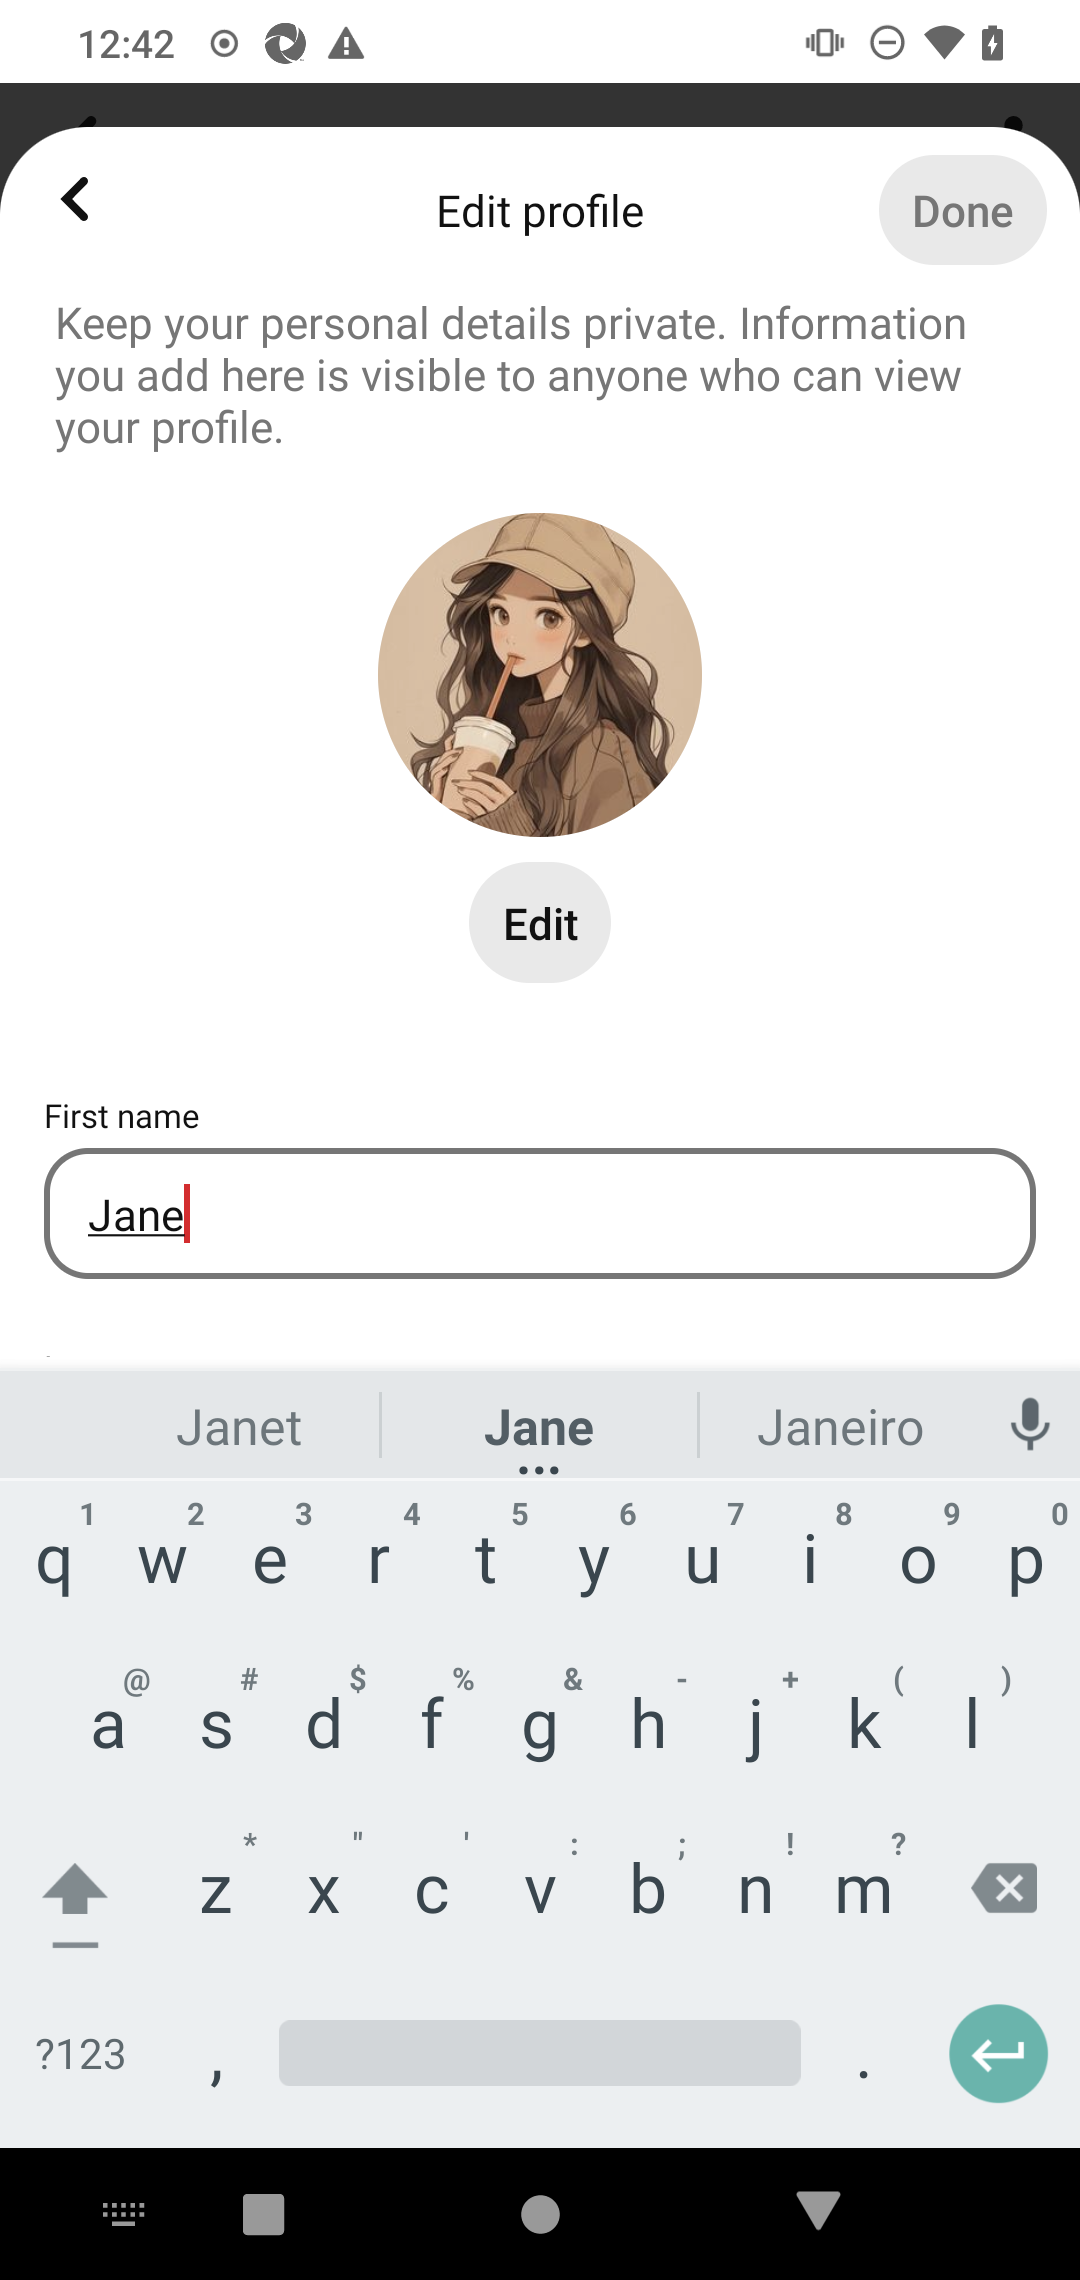 12:42
Edit profile
Done
Keep your personal details private. Information
you add here is visible to anyone who can view
your profile.
Edit
First name
Jane
Janet Jane Janeiro
1 2 3 4 5 6 7 8 9 0
q w e r t y u i o p
@ # $ % & - + ( )
a s d f g h j k l
* " ' : ; ! ?
z x c v b n m
?123 , .